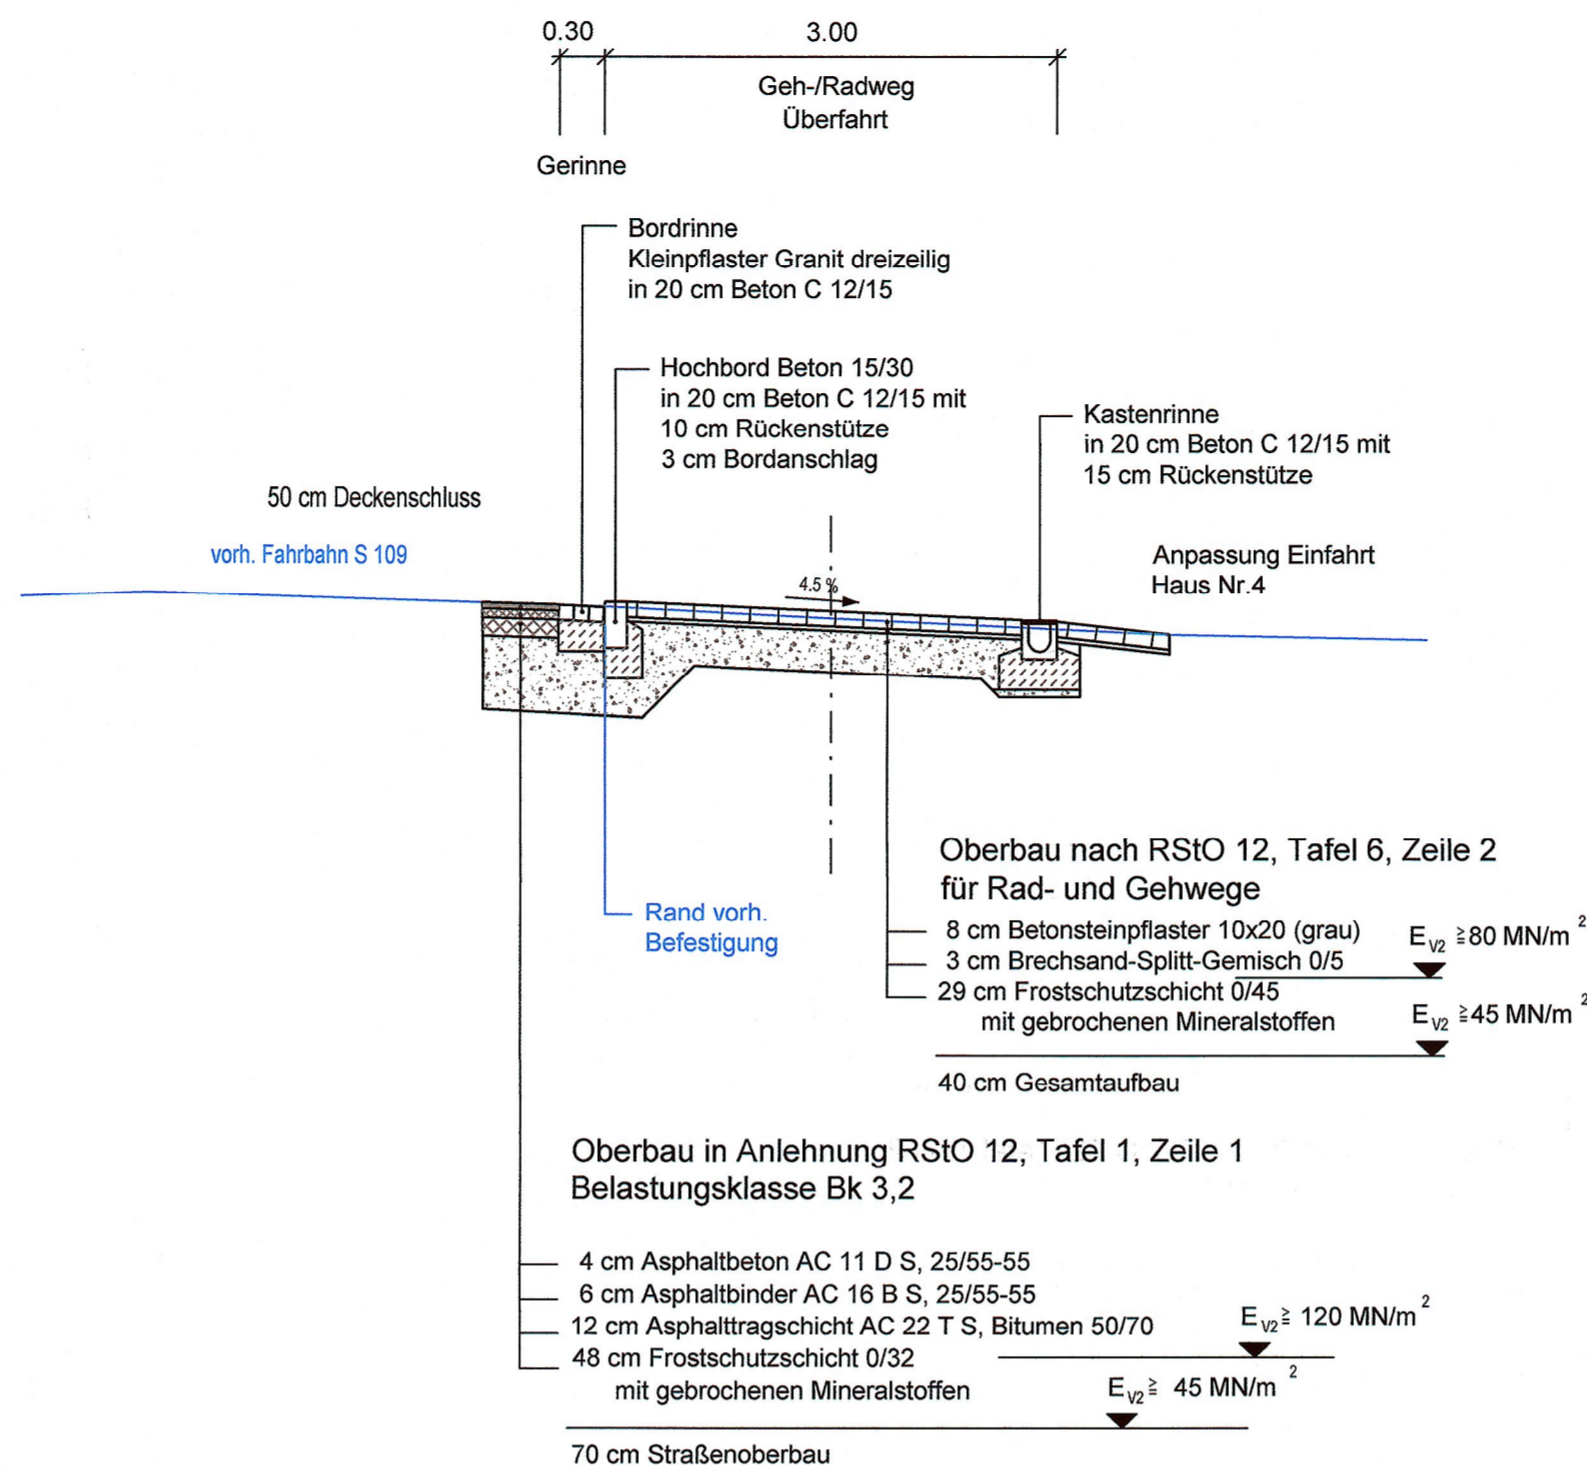 0.30
3.00
Geh-/Radweg
Überfahrt
Gerinne
Bordrinne
Kleinpflaster Granit dreizeilig
in 20 cm Beton C 12/15
Hochbord Beton 15/30
in 20 cm Beton C 12/15 mit
10 cm Rückenstütze
3 cm Bordanschlag
Kastenrinne
in 20 cm Beton C 12/15 mit
15 cm Rückenstütze
50 cm Deckenschluss
vorh. Fahrbahn S 109
Anpassung Einfahrt
Haus Nr.4
4.5 %
Rand vorh.
Befestigung
Oberbau nach RStO 12, Tafel 6, Zeile 2
für Rad- und Gehwege
8 cm Betonsteinpflaster 10x20 (grau)
E V2 ≧80 MN/m 2
3 cm Brechsand-Splitt-Gemisch 0/5
29 cm Frostschutzschicht 0/45
mit gebrochenen Mineralstoffen
E V2 ≧45 MN/m 2
40 cm Gesamtaufbau
Oberbau in Anlehnung RStO 12, Tafel 1, Zeile 1
Belastungsklasse Bk 3,2
4 cm Asphaltbeton AC 11 D S, 25/55-55
6 cm Asphaltbinder AC 16 B S, 25/55-55
12 cm Asphalttragschicht AC 22 T S, Bitumen 50/70
E V2 ≧ 120 MN/m 2
48 cm Frostschutzschicht 0/32
mit gebrochenen Mineralstoffen
E V2 ≧ 45 MN/m 2
70 cm Straßenoberbau